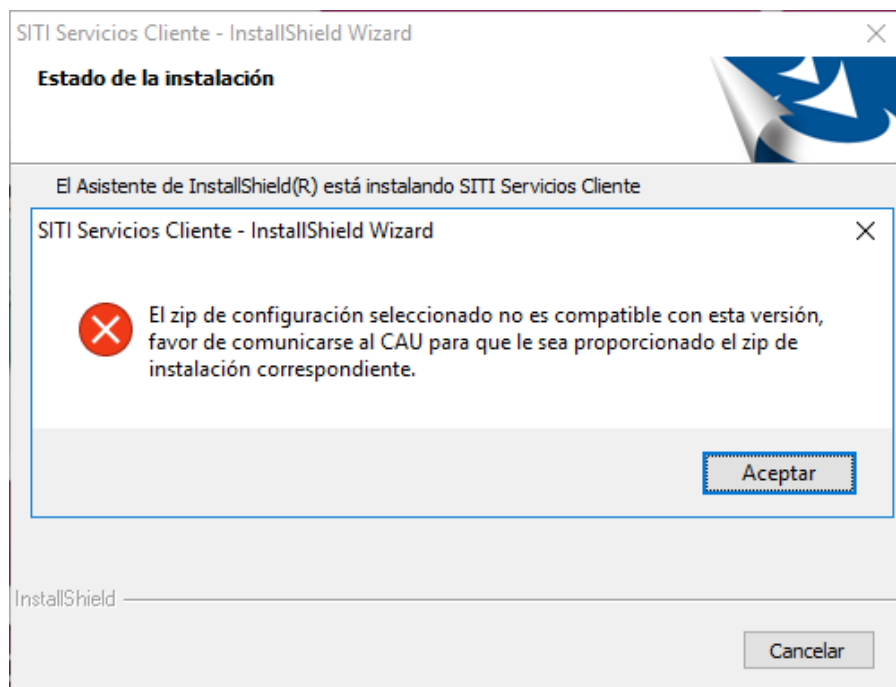 SITI Servicios Cliente - InstallShield Wizard
Estado de la instalación
El Asistente de InstallShield(R) está instalando SITI Servicios Cliente
SITI Servicios Cliente - InstallShield Wizard
El zip de configuración seleccionado no es compatible con esta versión,
favor de comunicarse al CAU para que le sea proporcionado el zip de
instalación correspondiente.
Aceptar
InstallShield
Cancelar